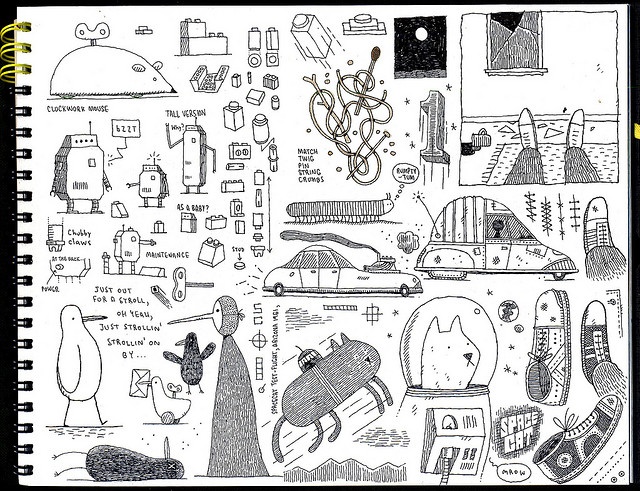 CLOCKWORK MOUSE
TALL VERSION
BZZT
Why?
AS A BABY?
Chubby
Claws
AT THE BACK
POWER
MAINTENANCE
STUD
MATCH
TWIG
PIN
STRING
CRUMBS
1
RUMPTY
TUM
JUST OUT
FOR A STROLL,
OH YEAH,
JUST STROLLIN'
STROLLIN' ON
BY...
SPACECAT TEST-FLIGHT, ARIZONA 1961
SPACE
CAT!
MROW